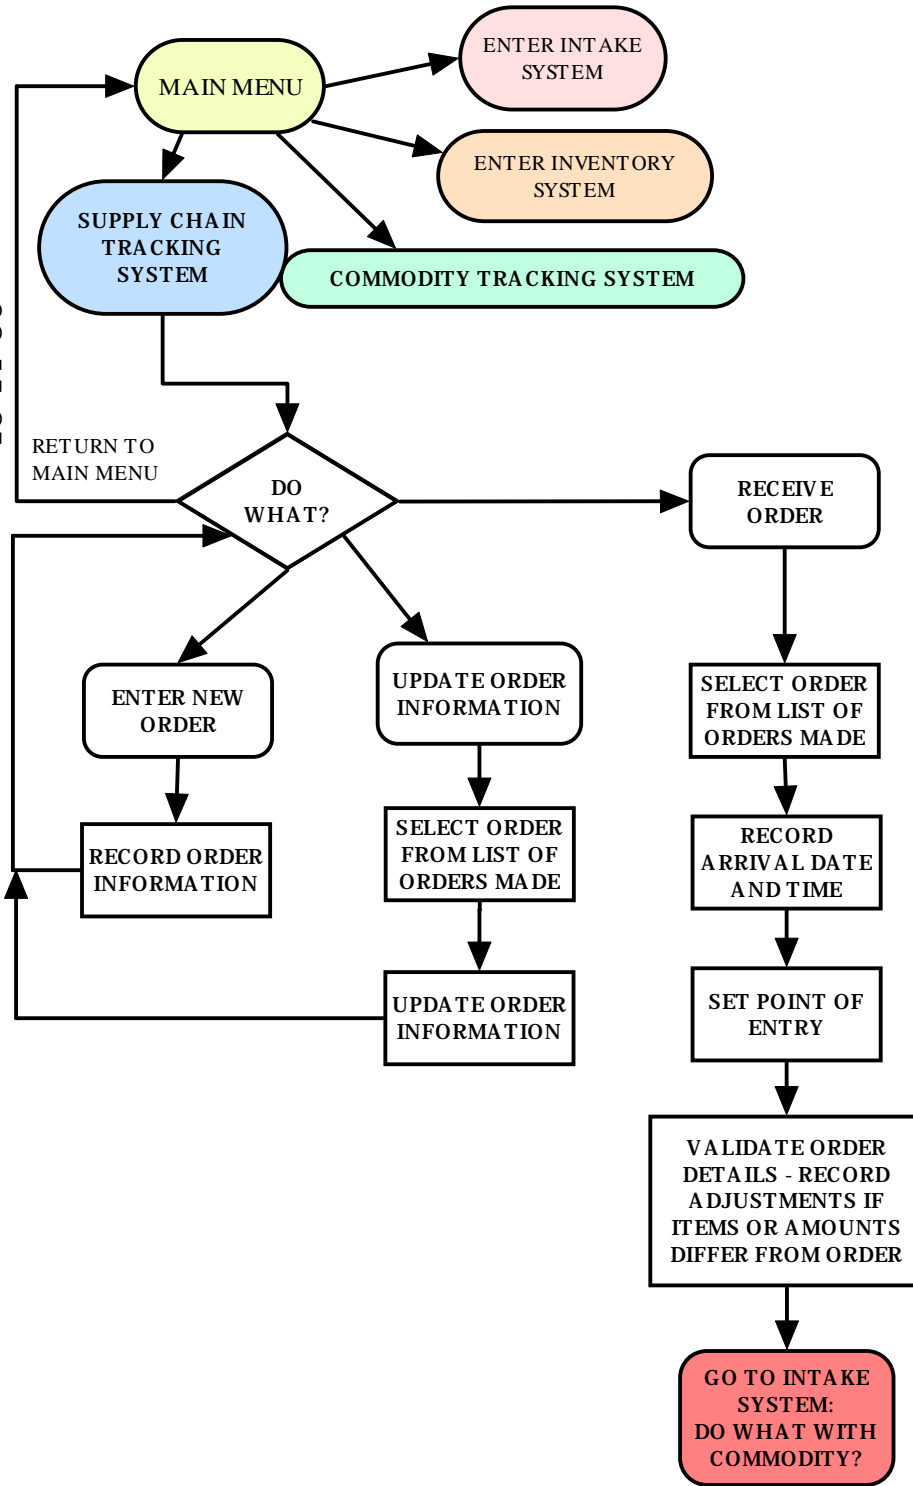 ENTER INTAKE
SYSTEM
MAIN MENU
ENTER INVENTORY
SYSTEM
SUPPLY CHAIN
TRACKING
SYSTEM
COMMODITY TRACKING SYSTEM
RETURN TO
MAIN MENU
DO
WHAT?
RECEIVE
ORDER
ENTER NEW
ORDER
UPDATE ORDER
INFORMATION
SELECT ORDER
FROM LIST OF
ORDERS MADE
RECORD ORDER
INFORMATION
SELECT ORDER
FROM LIST OF
ORDERS MADE
RECORD
ARRIVAL DATE
AND TIME
UPDATE ORDER
INFORMATION
SET POINT OF
ENTRY
VALIDATE ORDER
DETAILS - RECORD
ADJUSTMENTS IF
ITEMS OR AMOUNTS
DIFFER FROM ORDER
GO TO INTAKE
SYSTEM:
DO WHAT WITH
COMMODITY?